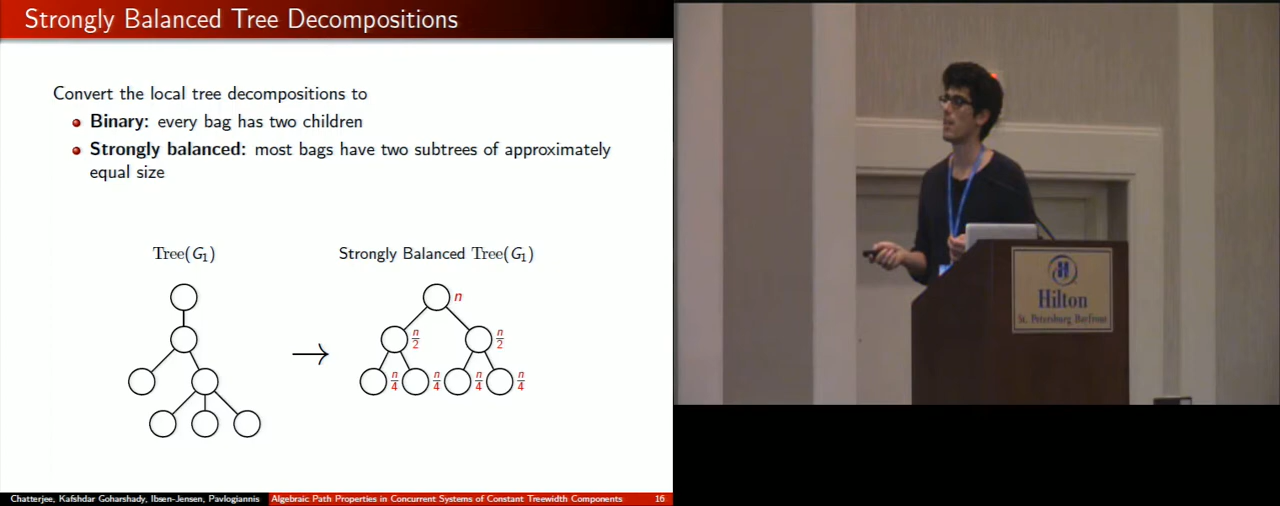 Strongly Balanced Tree Decompositions
Convert the local tree decompositions to
Binary: every bag has two children
Strongly balanced: most bags have two subtrees of approximately
equal size
Tree(G₁)
Strongly Balanced Tree(G₁)
n
n/2 n/2
n/4 n/4 n/4 n/4
→
Chatterjee, Kafshdar Goharshady, Ibsen-Jensen, Pavlogiannis
Algebraic Path Properties in Concurrent Systems of Constant Treewidth Components
16
Hilton
St. Petersburg Bayfront